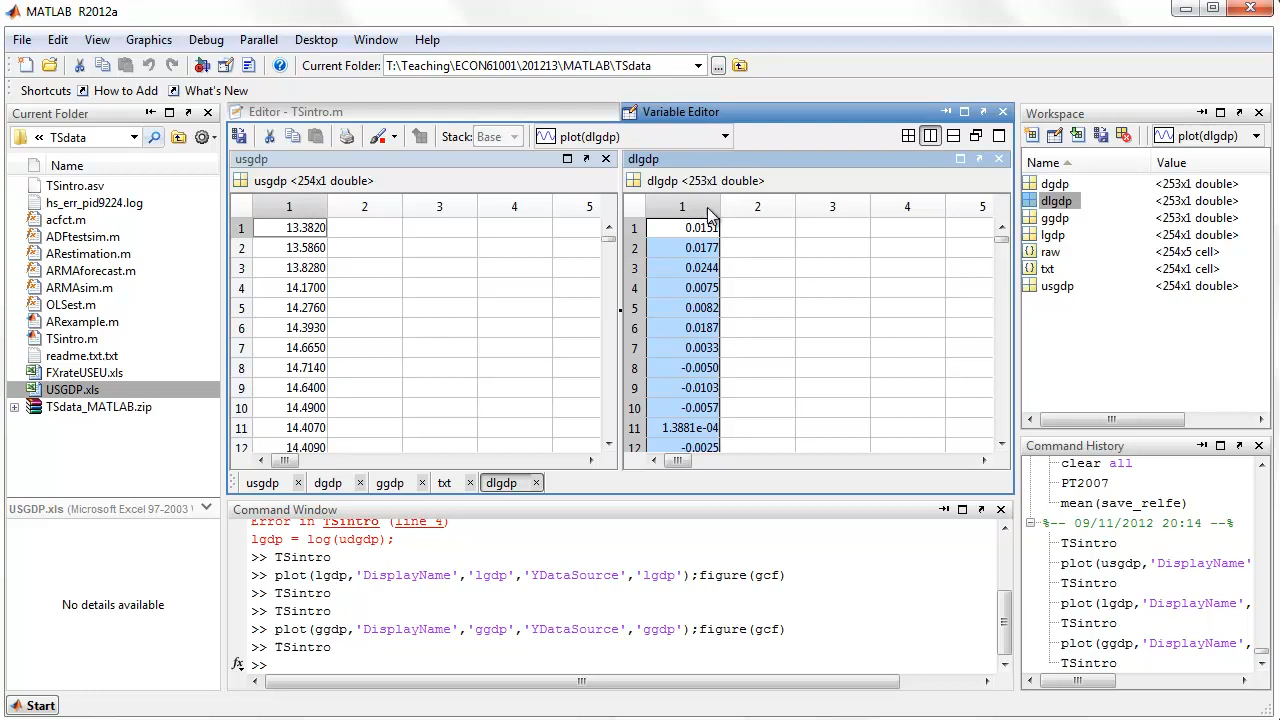 MATLAB R2012a
File Edit View Graphics Debug Parallel Desktop Window Help
Current Folder: T:\Teaching\ECON61001\201213\MATLAB\TSdata
Shortcuts How to Add What's New
Current Folder
« TSdata
Name
TSintro.asv
hs_err_pid9224.log
acfct.m
ADFtestsim.m
ARestimation.m
ARMAforecast.m
ARMAsim.m
OLSest.m
ARexample.m
TSintro.m
readme.txt.txt
FXrateUSEU.xls
USGDP.xls
TSdata_MATLAB.zip
USGDP.xls (Microsoft Excel 97-2003
No details available
Editor - TSintro.m
Variable Editor
Stack: Base plot(dlgdp)
usgdp
usgdp <254x1 double>
1 2 3 4 5
1 13.3820
2 13.5860
3 13.8280
4 14.1700
5 14.2760
6 14.3930
7 14.6650
8 14.7140
9 14.6400
10 14.4900
11 14.4070
12 14.4090
dlgdp
dlgdp <253x1 double>
1 2 3 4 5
1 0.0151
2 0.0177
3 0.0244
4 0.0075
5 0.0082
6 0.0187
7 0.0033
8 -0.0050
9 -0.0103
10 -0.0057
11 1.3881e-04
12 -0.0025
usgdp dgdp ggdp txt dlgdp
Command Window
Error in TSintro (line 4)
lgdp = log(udgdp);
>> TSintro
>> plot(lgdp,'DisplayName','lgdp','YDataSource','lgdp');figure(gcf)
>> TSintro
>> TSintro
>> plot(ggdp,'DisplayName','ggdp','YDataSource','ggdp');figure(gcf)
>> TSintro
fx >>
Workspace
plot(dlgdp)
Name Value
dgdp <253x1 double>
dlgdp <253x1 double>
ggdp <253x1 double>
lgdp <254x1 double>
raw <254x5 cell>
txt <254x1 cell>
usgdp <254x1 double>
Command History
clear all
PT2007
mean(save_relfe)
%-- 09/11/2012 20:14 --%
TSintro
plot(usgdp,'DisplayName'
TSintro
plot(lgdp,'DisplayName',
TSintro
plot(ggdp,'DisplayName',
TSintro
Start